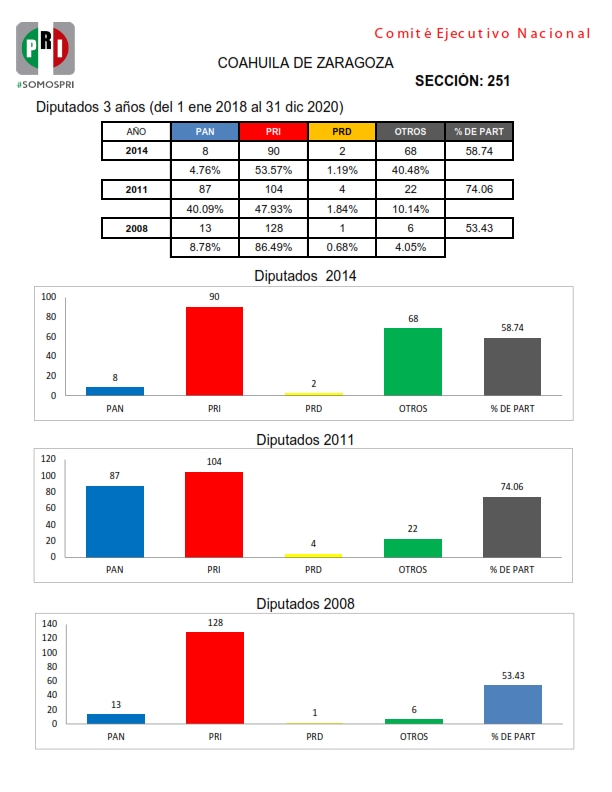 PRI
#SOMOSPRI
Comité Ejecutivo Nacional
COAHUILA DE ZARAGOZA
SECCIÓN: 251
Diputados 3 años (del 1 ene 2018 al 31 dic 2020)
AÑO PAN PRI PRD OTROS % DE PART
2014 8 90 2 68 58.74
4.76% 53.57% 1.19% 40.48%
2011 87 104 4 22 74.06
40.09% 47.93% 1.84% 10.14%
2008 13 128 1 6 53.43
8.78% 86.49% 0.68% 4.05%
Diputados 2014
100
80
60
40
20
0
8
90
2
68
58.74
PAN PRI PRD OTROS % DE PART
Diputados 2011
120
100
80
60
40
20
0
87
104
4
22
74.06
PAN PRI PRD OTROS % DE PART
Diputados 2008
140
120
100
80
60
40
20
0
13
128
1
6
53.43
PAN PRI PRD OTROS % DE PART